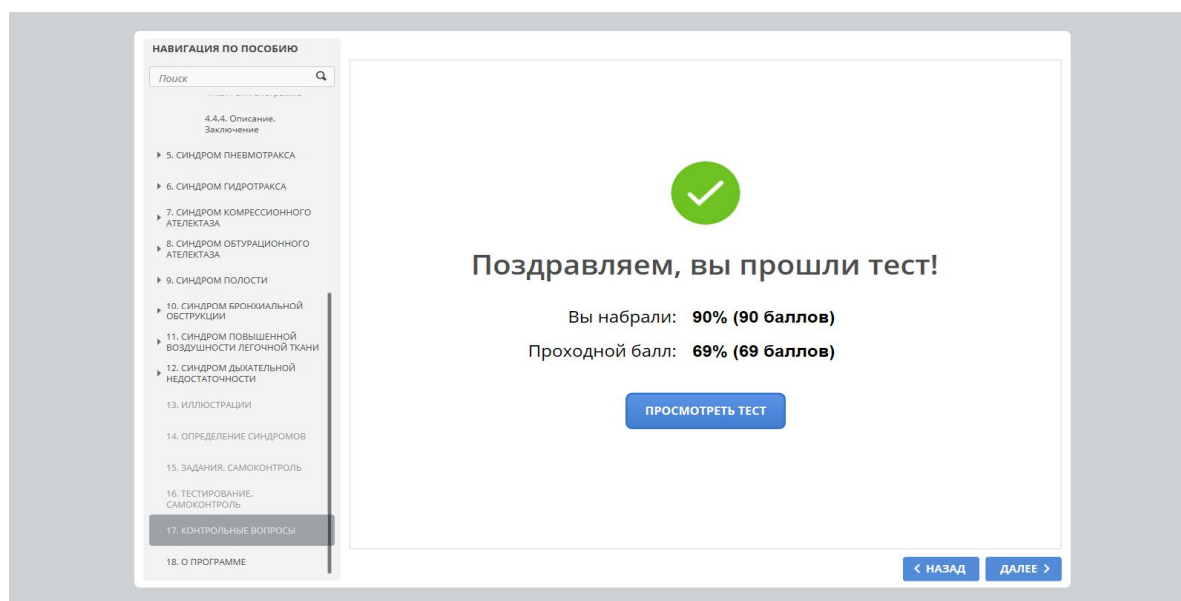 НАВИГАЦИЯ ПО ПОСОБИЮ
Поиск
4.4.4. Описание.
Заключение
5. СИНДРОМ ПНЕВМОТРАКСА
6. СИНДРОМ ГИДРОТРАКСА
7. СИНДРОМ КОМРЕССИОННОГО
АТЕЛЕКТАЗА
8. СИНДРОМ ОБТУРАЦИОННОГО
АТЕЛЕКТАЗА
9. СИНДРОМ ПОЛОСТИ
10. СИНДРОМ БРОНХИАЛЬНОЙ
ОБСТРУКЦИИ
11. СИНДРОМ ПОВЫШЕННОЙ
ВОЗДУШНОСТИ ЛЕГОЧНОЙ ТКАНИ
12. СИНДРОМ ДЫХАТЕЛЬНОЙ
НЕДОСТАТОЧНОСТИ
13. ИЛЛЮСТРАЦИИ
14. ОПРЕДЕЛЕНИЕ СИНДРОМОВ
15. ЗАДАНИЯ. САМОКОНТРОЛЬ
16. ТЕСТИРОВАНИЕ.
САМОКОНТРОЛЬ
17. КОНТРОЛЬНЫЕ ВОПРОСЫ
18. О ПРОГРАММЕ
Поздравляем, вы прошли тест!
Вы набрали: 90% (90 баллов)
Проходной балл: 69% (69 баллов)
ПРОСМОТРЕТЬ ТЕСТ
НАЗАД
ДАЛЕЕ